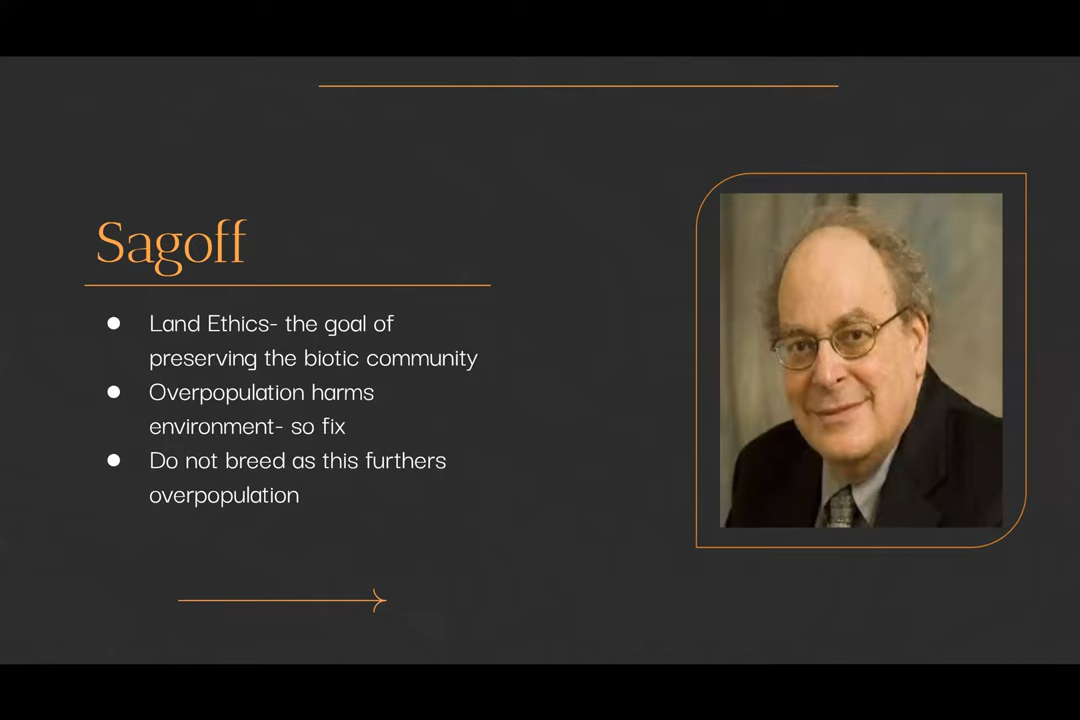 Sagoff
● Land Ethics- the goal of
preserving the biotic community
● Overpopulation harms
environment- so fix
● Do not breed as this furthers
overpopulation